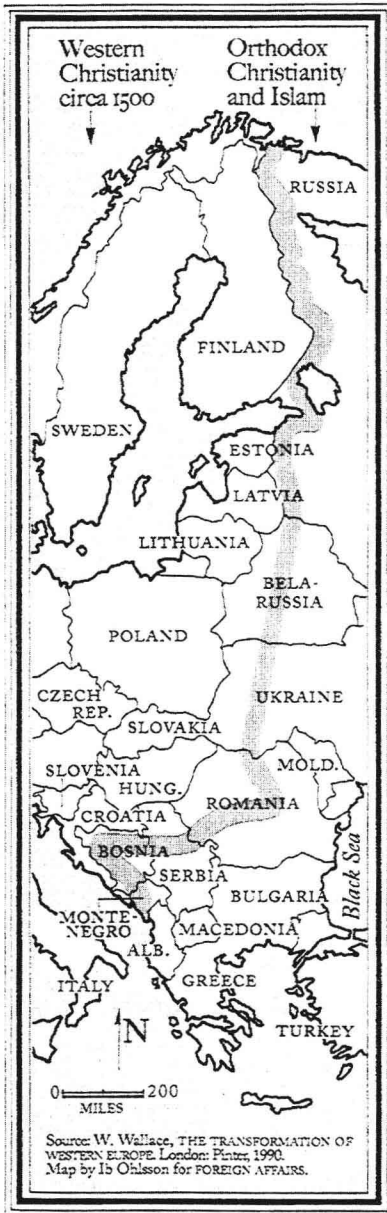 Western
Christianity
circa 1500
Orthodox
Christianity
and Islam
RUSSIA
FINLAND
SWEDEN
ESTONIA
LATVIA
LITHUANIA
BELA-
RUSSIA
POLAND
UKRAINE
CZECH
REP.
SLOVAKIA
MOLD.
SLOVENIA
HUNG.
ROMANIA
CROATIA
BOSNIA
SERBIA
BULGARIA
Black Sea
MONTE-
NEGRO
MACEDONIA
ALB.
ITALY
GREECE
TURKEY
N
0 200
MILES
Source: W. Wallace, THE TRANSFORMATION OF
WESTERN EUROPE. London: Pinter, 1990.
Map by Ib Ohlsson for FOREIGN AFFAIRS.